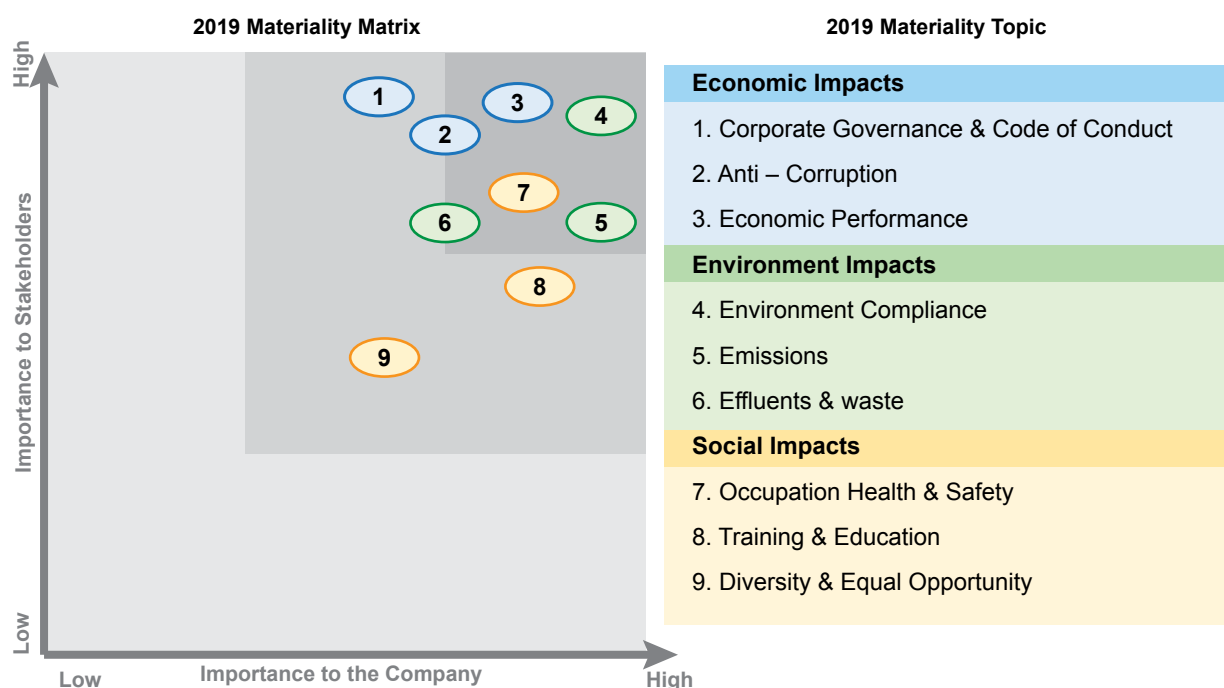 2019 Materiality Matrix
High
Importance to Stakeholders
Low
1
2
3
4
5
6
7
8
9
Low
Importance to the Company
High
2019 Materiality Topic
Economic Impacts
1. Corporate Governance & Code of Conduct
2. Anti – Corruption
3. Economic Performance
Environment Impacts
4. Environment Compliance
5. Emissions
6. Effluents & waste
Social Impacts
7. Occupation Health & Safety
8. Training & Education
9. Diversity & Equal Opportunity